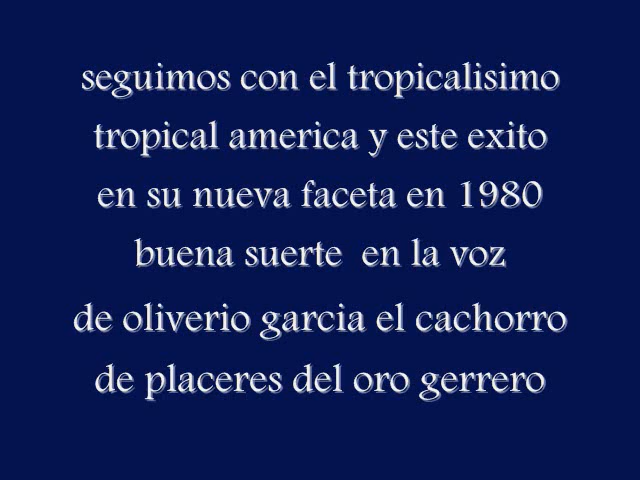 seguimos con el tropicalisimo
tropical america y este exito
en su nueva faceta en 1980
buena suerte  en la voz
de oliverio garcia el cachorro
de placeres del oro gerrero